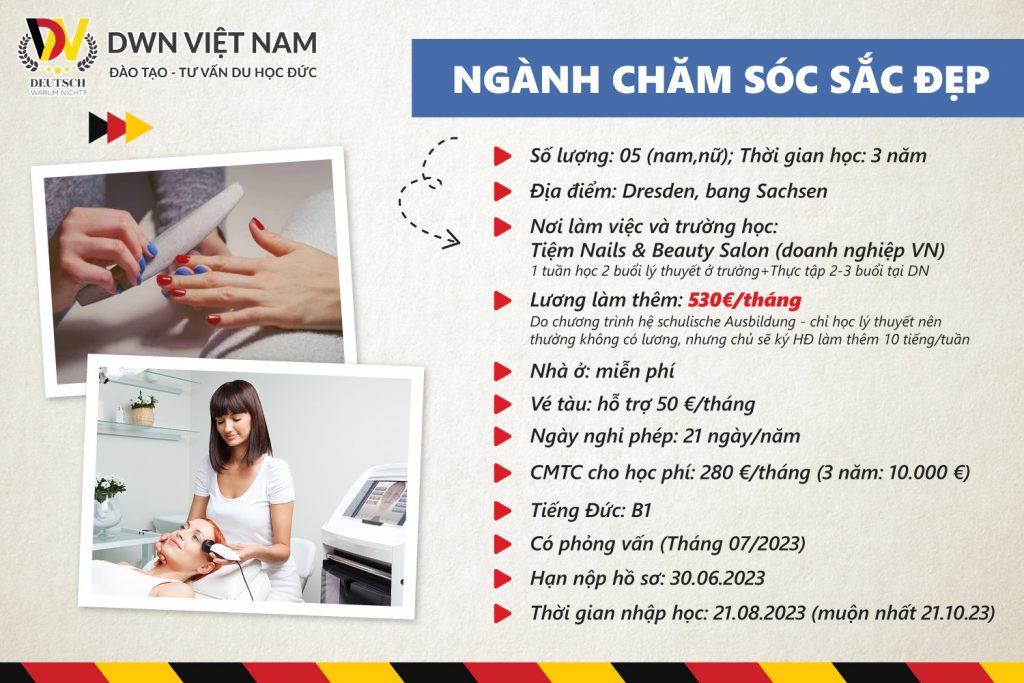 DWN VIỆT NAM
ĐÀO TẠO - TƯ VẤN DU HỌC ĐỨC
DEUTSCH
WARUM NICHT?
NGÀNH CHĂM SÓC SẮC ĐẸP
Số lượng: 05 (nam,nữ); Thời gian học: 3 năm
Địa điểm: Dresden, bang Sachsen
Nơi làm việc và trường học:
Tiệm Nails & Beauty Salon (doanh nghiệp VN)
1 tuần học 2 buổi lý thuyết ở trường+Thực tập 2-3 buổi tại DN
Lương làm thêm: 530€/tháng
Do chương trình hệ schulische Ausbildung - chỉ học lý thuyết nên
thường không có lương, nhưng chủ sẽ ký HĐ làm thêm 10 tiếng/tuần
Nhà ở: miễn phí
Vé tàu: hỗ trợ 50 €/tháng
Ngày nghỉ phép: 21 ngày/năm
CMTC cho học phí: 280 €/tháng (3 năm: 10.000 €)
Tiếng Đức: B1
Có phỏng vấn (Tháng 07/2023)
Hạn nộp hồ sơ: 30.06.2023
Thời gian nhập học: 21.08.2023 (muộn nhất 21.10.23)